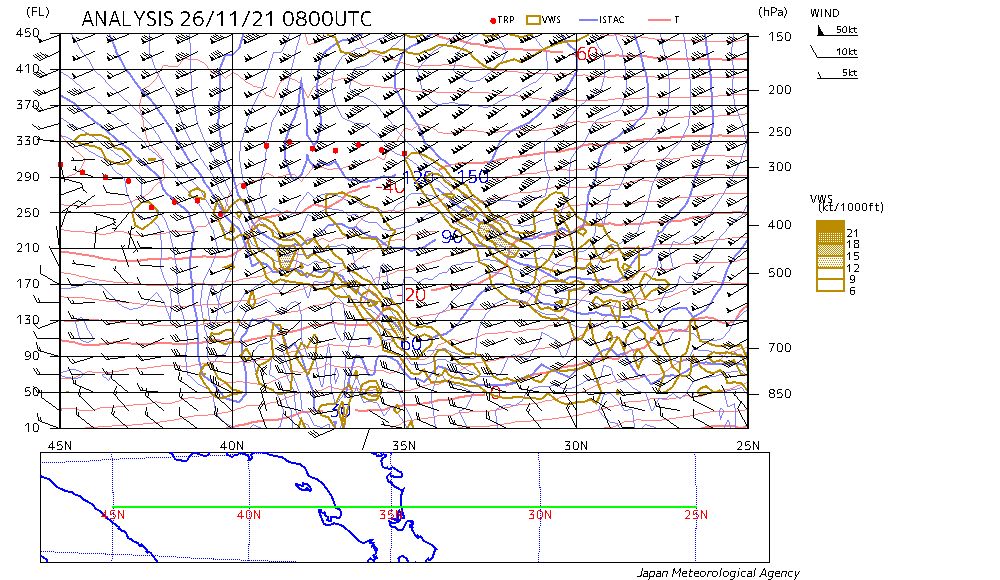 (FL) ANALYSIS 26/11/21 0800UTC TRP VWS ISTAC T (hPa) WIND
450 150 50kt
10kt
5kt
410
370 200
330 250
290 300
250 400
210
170 500
130
90 700
50 850
10
-60
-120 -150
-40
90
-20
60
0
30
VWS
(kt/1000ft)
21
18
15
12
9
6
45N 40N 35N 30N 25N
45N 40N 35N 30N 25N
Japan Meteorological Agency